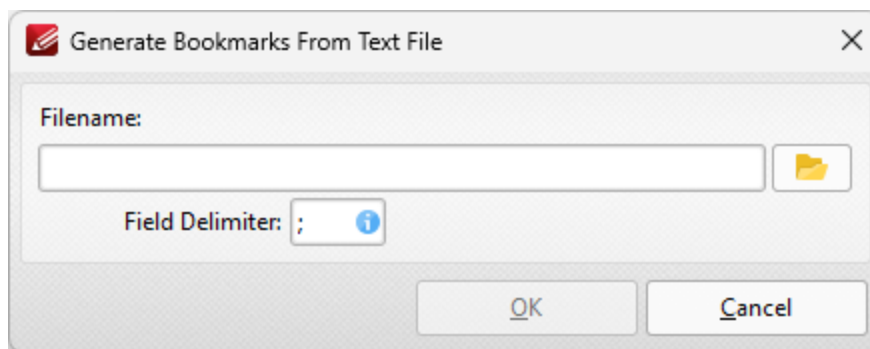 Generate Bookmarks From Text File
Filename:
Field Delimiter: ;
OK Cancel